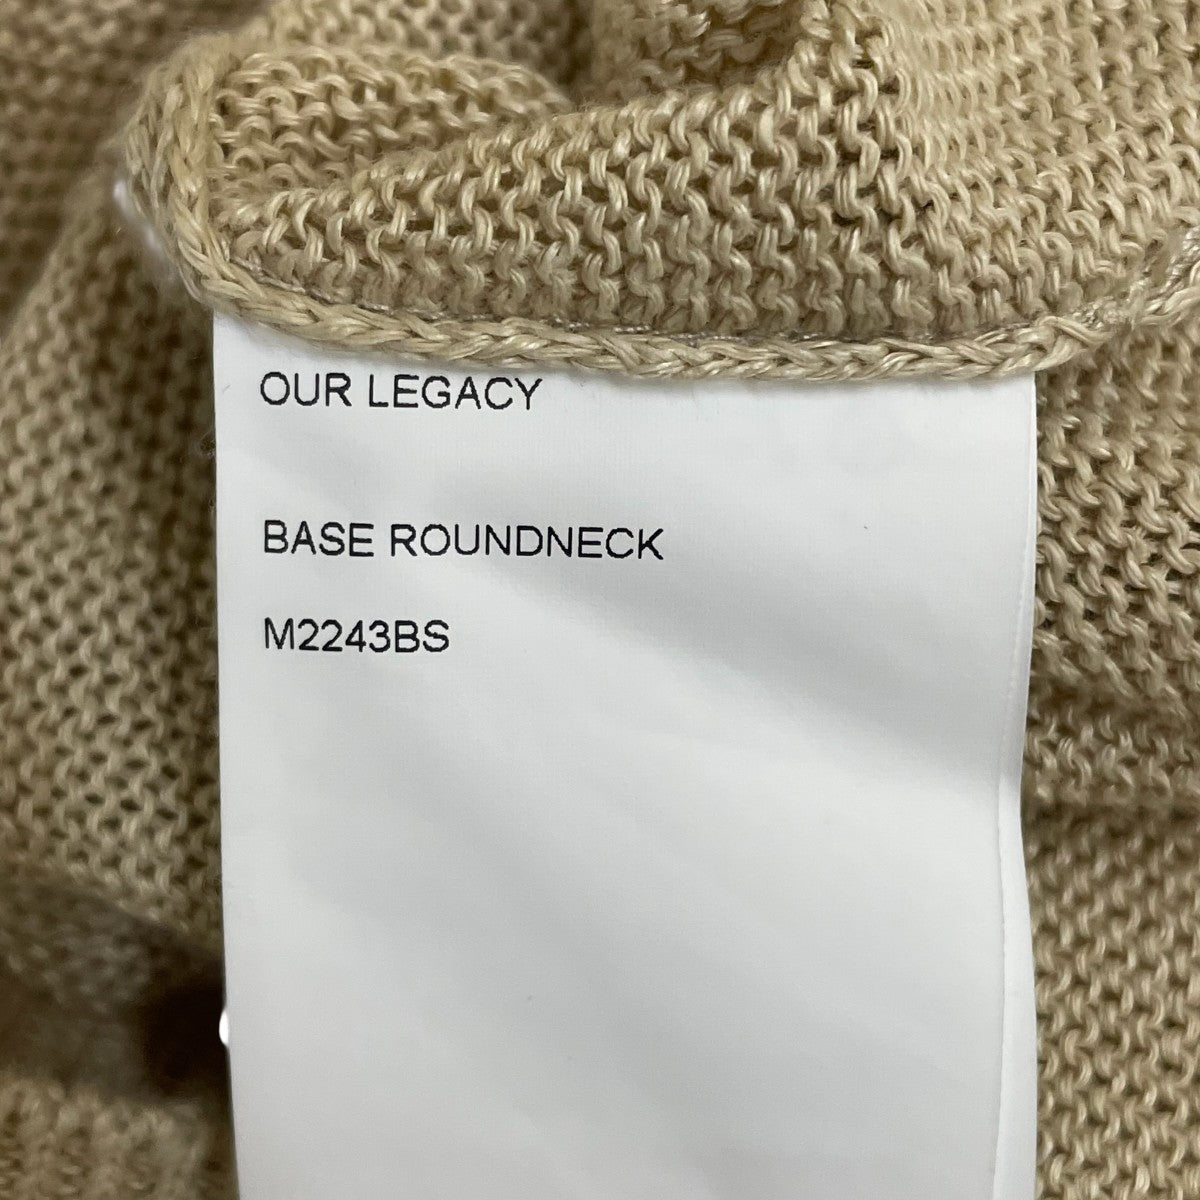 OUR LEGACY
BASE ROUNDNECK
M2243BS